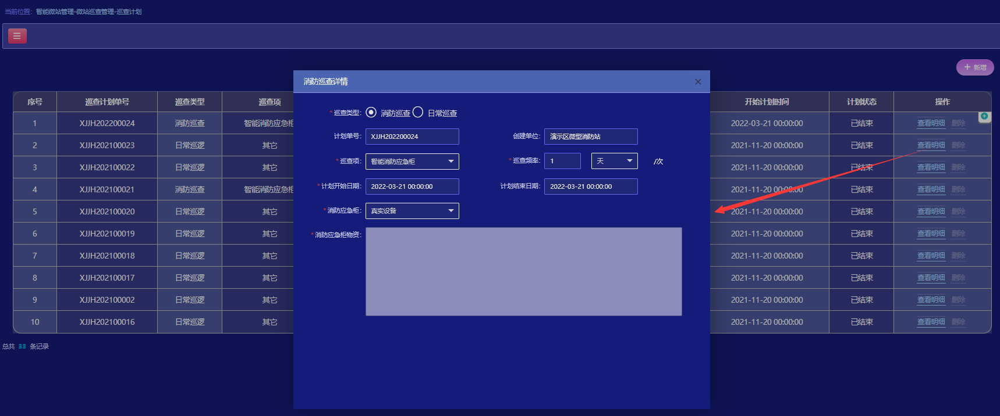 当前位置：智能微站管理-微站巡查管理-巡查计划
新增
消防巡查详情
序号 巡查计划单号 巡查类型 巡查项 开始计划时间 计划状态 操作
*巡查类型: 消防巡查 日常巡查
1 XJJH202200024 消防巡查 智能消防应急柜 2022-03-21 00:00:00 已结束 查看明细 删除
计划单号: XJJH202200024 创建单位: 演示区微型消防站
2 XJJH202100023 日常巡逻 其它 2021-11-20 00:00:00 已结束 查看明细 删除
*巡查项: 智能消防应急柜 *巡查频率: 1 天 /次
3 XJJH202100022 日常巡逻 其它 2021-11-20 00:00:00 已结束 查看明细 删除
*计划开始日期: 2022-03-21 00:00:00 计划结束日期: 2022-03-21 00:00:00
4 XJJH202100021 消防巡查 智能消防应急柜 2021-11-20 00:00:00 已结束 查看明细 删除
*消防应急柜: 真实设备
5 XJJH202100020 日常巡逻 其它 2021-11-20 00:00:00 已结束 查看明细 删除
*消防应急柜物资:
6 XJJH202100019 日常巡逻 其它 2021-11-20 00:00:00 已结束 查看明细 删除
7 XJJH202100018 日常巡逻 其它 2021-11-20 00:00:00 已结束 查看明细 删除
8 XJJH202100017 日常巡逻 其它 2021-11-20 00:00:00 已结束 查看明细 删除
9 XJJH202100002 日常巡逻 其它 2021-11-20 00:00:00 已结束 查看明细 删除
10 XJJH202100016 日常巡逻 其它 2021-11-20 00:00:00 已结束 查看明细 删除
总共 33 条记录